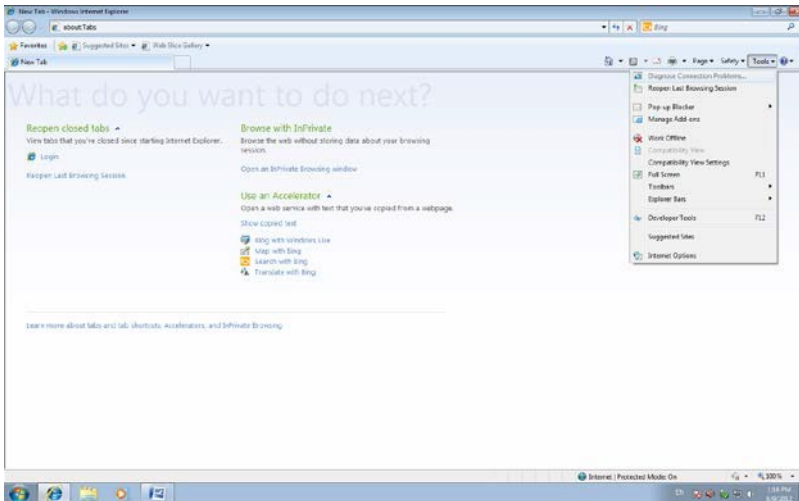 New Tab - Windows Internet Explorer
about:Tabs
Bing
Favorites Suggested Sites Web Slice Gallery
New Tab
Page Safety Tools
What do you want to do next?
Reopen closed tabs
View tabs that you've closed since starting Internet Explorer.
Login
Reopen Last Browsing Session
Browse with InPrivate
Browse the web without storing data about your browsing
session.
Open an InPrivate Browsing window
Use an Accelerator
Open a web service with text that you've copied from a webpage.
Show copied text
Blog with Windows Live
Map with Bing
Search with Bing
Translate with Bing
Learn more about tabs and tab shortcuts, Accelerators, and InPrivate Browsing
Diagnose Connection Problems...
Reopen Last Browsing Session
Pop-up Blocker
Manage Add-ons
Work Offline
Compatibility View
Compatibility View Settings
Full Screen F11
Toolbars
Explorer Bars
Developer Tools F12
Suggested Sites
Internet Options
Internet | Protected Mode: On
100%
EN
PM